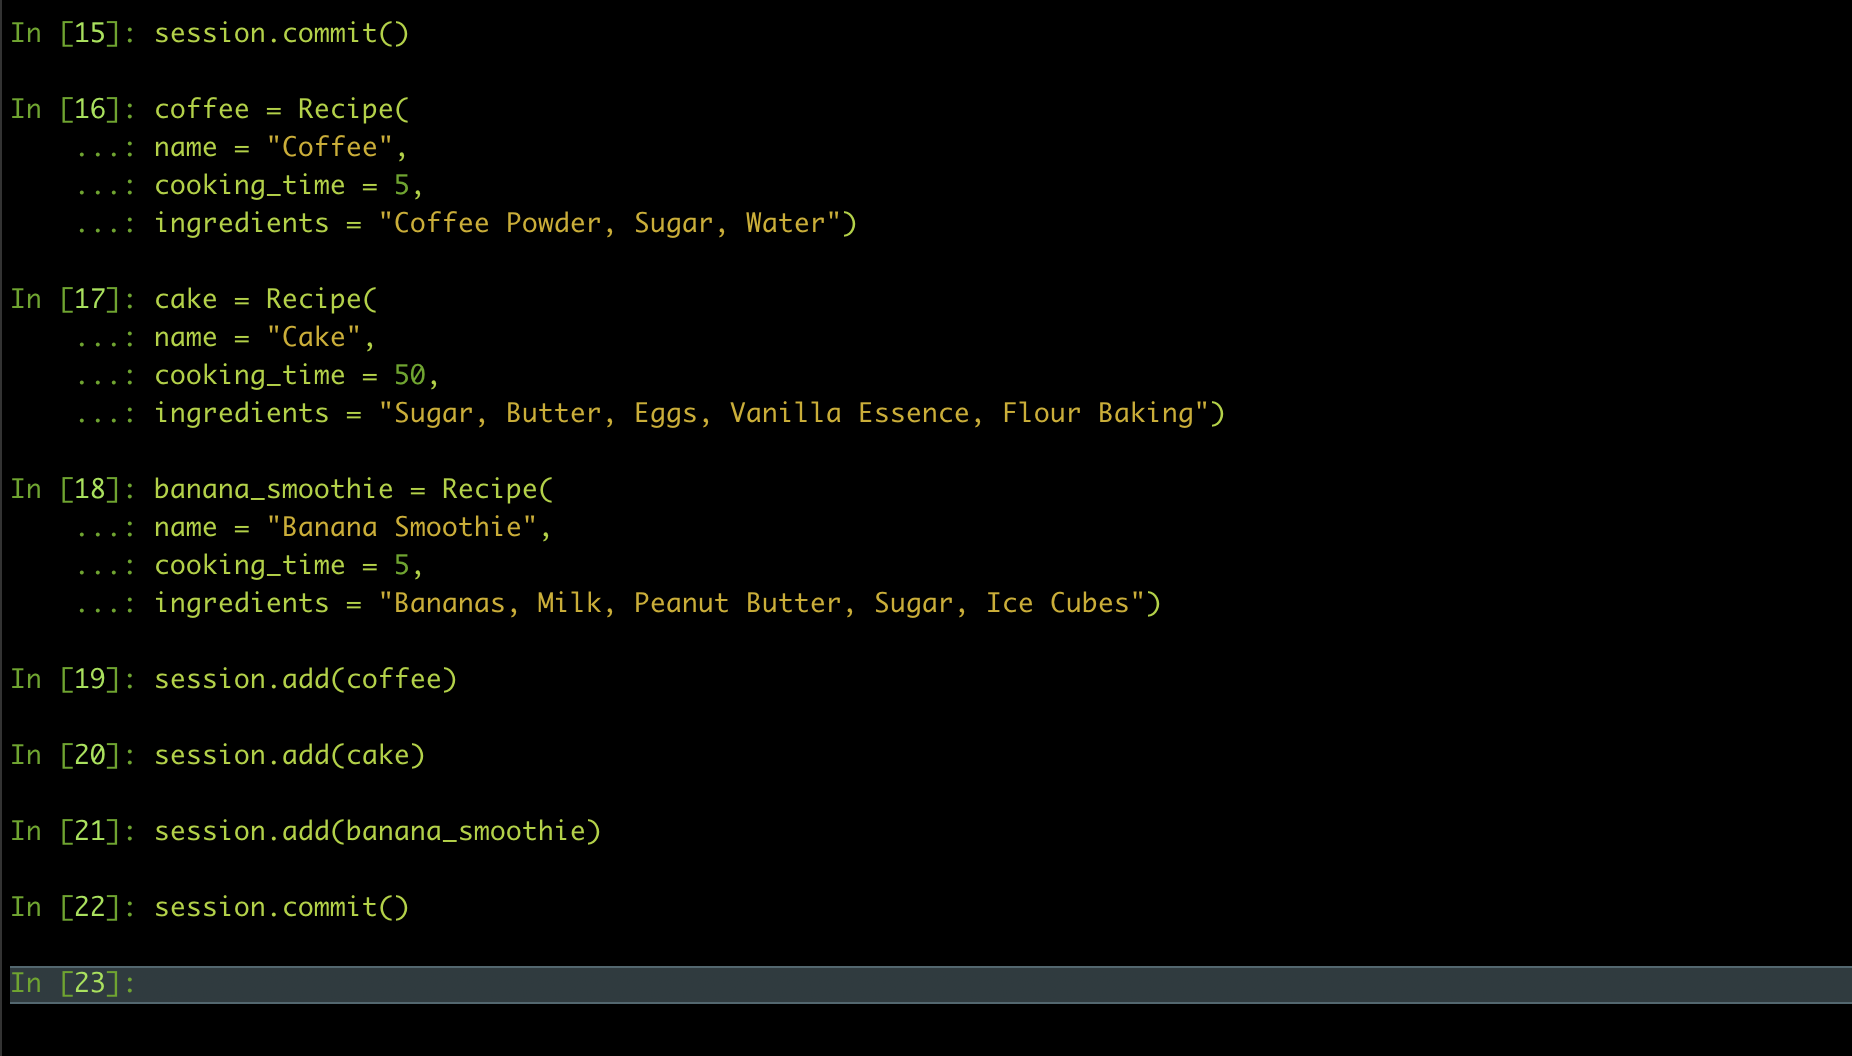 In [15]: session.commit()
In [16]: coffee = Recipe(
...: name = "Coffee",
...: cooking_time = 5,
...: ingredients = "Coffee Powder, Sugar, Water")
In [17]: cake = Recipe(
...: name = "Cake",
...: cooking_time = 50,
...: ingredients = "Sugar, Butter, Eggs, Vanilla Essence, Flour Baking")
In [18]: banana_smoothie = Recipe(
...: name = "Banana Smoothie",
...: cooking_time = 5,
...: ingredients = "Bananas, Milk, Peanut Butter, Sugar, Ice Cubes")
In [19]: session.add(coffee)
In [20]: session.add(cake)
In [21]: session.add(banana_smoothie)
In [22]: session.commit()
In [23]: